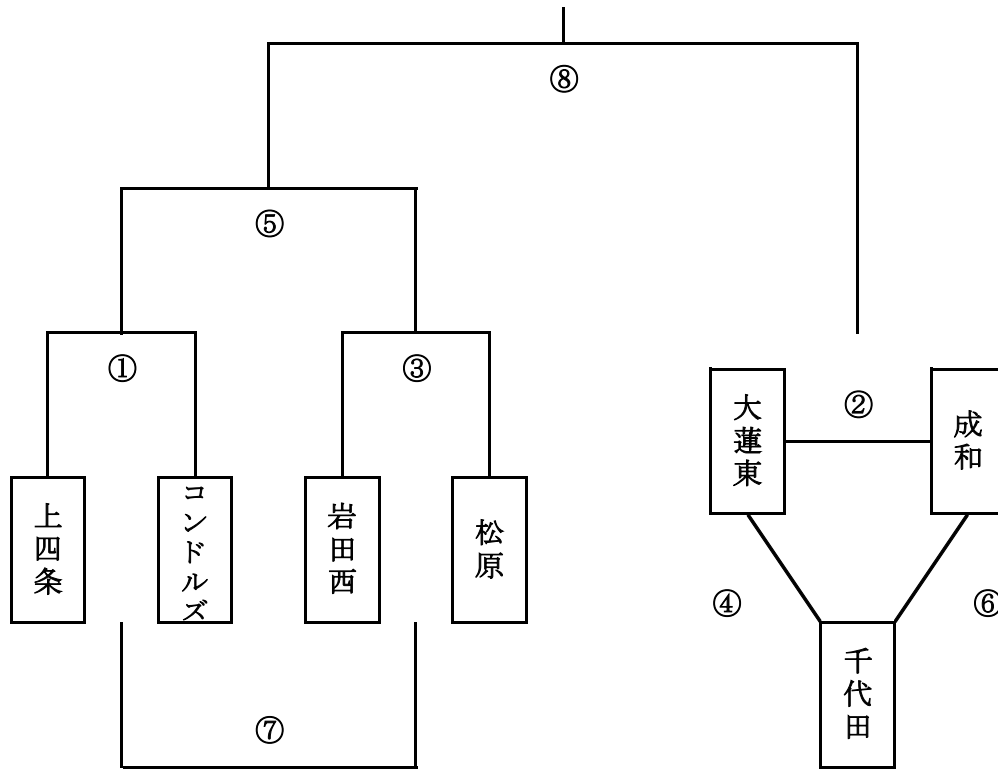 ⑧
⑤
①
③
②
大蓮東
成和
上四条
コンドルズ
岩田西
松原
④
⑥
千代田
⑦